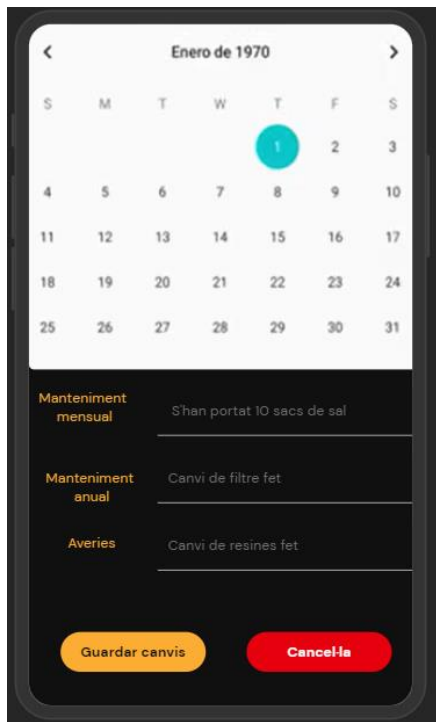 Enero de 1970
S M T W T F S
1 2 3
4 5 6 7 8 9 10
11 12 13 14 15 16 17
18 19 20 21 22 23 24
25 26 27 28 29 30 31
Manteniment
mensual
S'han portat 10 sacs de sal
Manteniment
anual
Canvi de filtre fet
Averies
Canvi de resines fet
Guardar canvis
Cancel·la